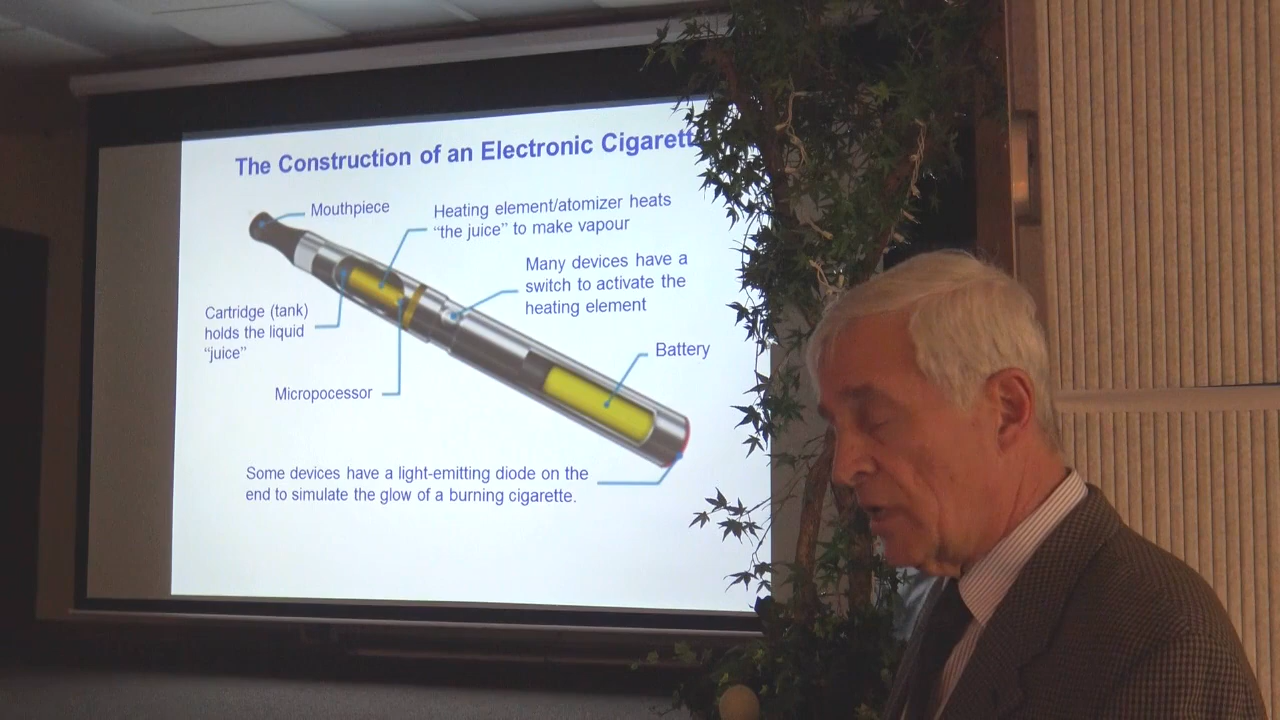 The Construction of an Electronic Cigarett
Mouthpiece
Heating element/atomizer heats
“the juice” to make vapour
Many devices have a
switch to activate the
heating element
Cartridge (tank)
holds the liquid
“juice”
Battery
Micropocessor
Some devices have a light-emitting diode on the
end to simulate the glow of a burning cigarette.